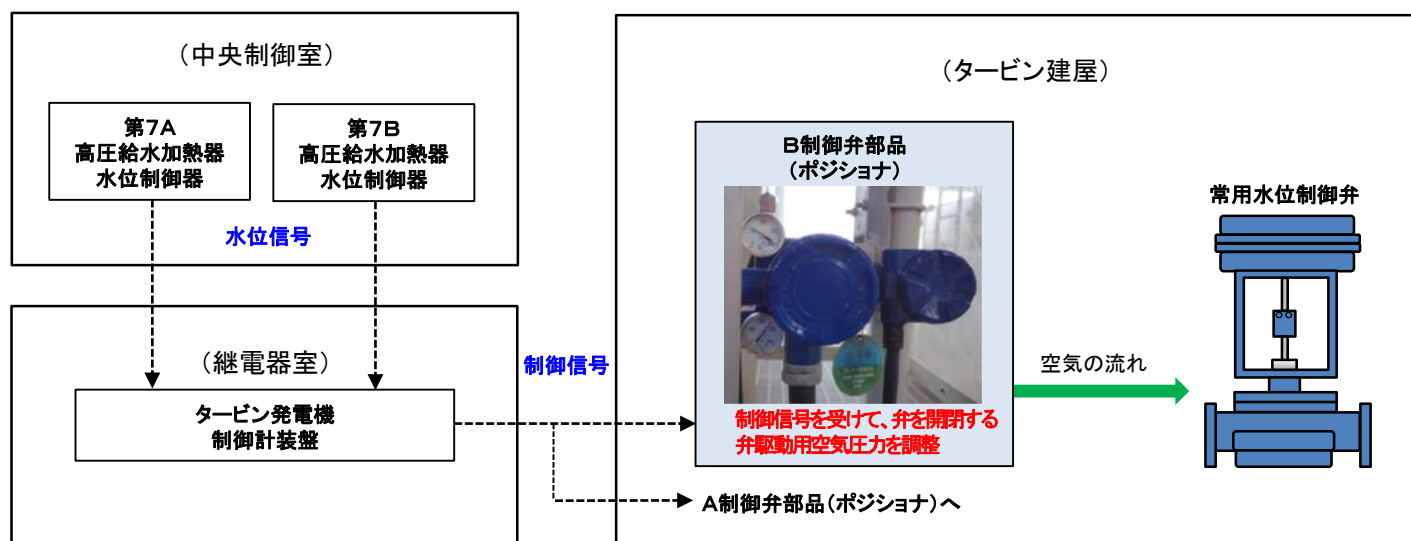 （中央制御室）
第７Ａ
高圧給水加熱器
水位制御器
第７Ｂ
高圧給水加熱器
水位制御器
水位信号
（継電器室）
タービン発電機
制御計装盤
制御信号
（タービン建屋）
Ｂ制御弁部品
（ポジショナ）
制御信号を受けて、弁を開閉する
弁駆動用空気圧力を調整
Ａ制御弁部品（ポジショナ）へ
空気の流れ
常用水位制御弁